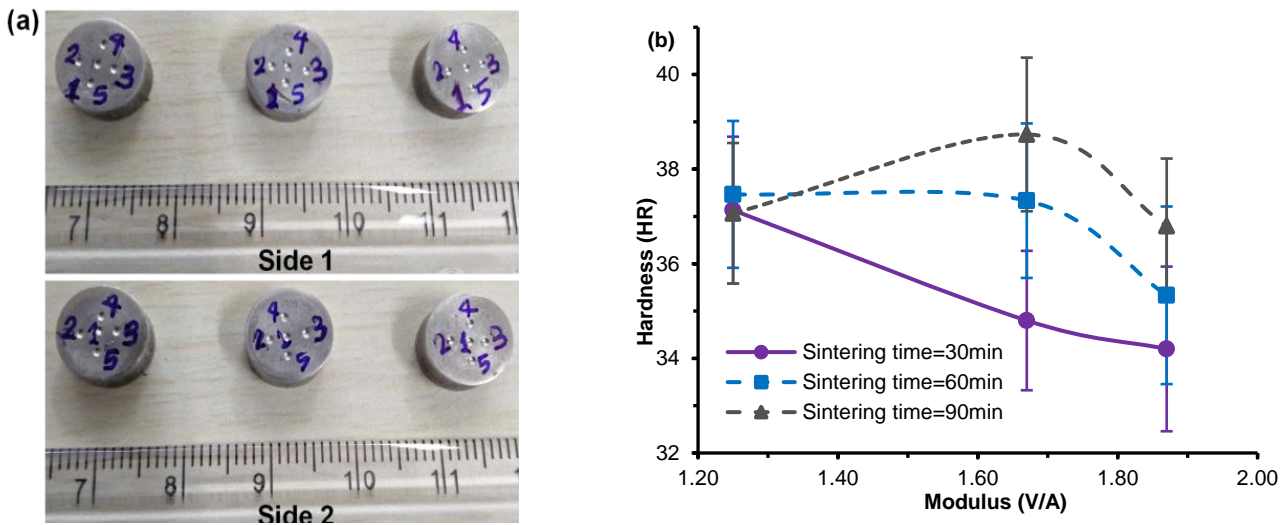 (a)
2 4 3 1 5
2 4 3 1 5
4 2 3 1 5
7 8 9 10 11 1
Side 1
4 2 1 3 5
4 2 3 5
4 2 1 3 5
7 8 9 10 11
Side 2
(b)
40
38
36
34
32
Hardness (HR)
Sintering time=30min
Sintering time=60min
Sintering time=90min
1.20 1.40 1.60 1.80 2.00
Modulus (V/A)